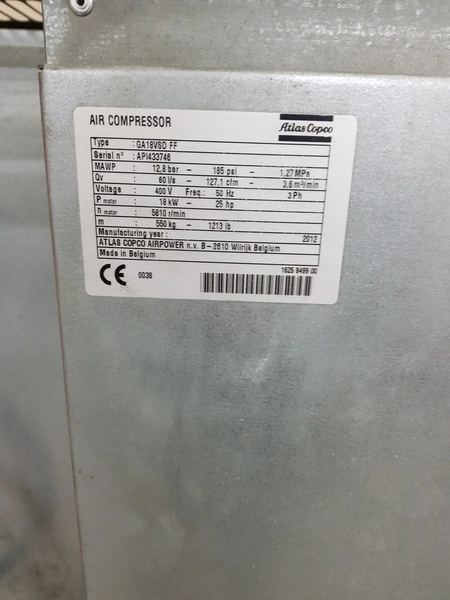 AIR COMPRESSOR
Atlas Copco
Type : GA18VSD FF
Serial n° : API433746
MAWP : 12,8 bar – 185 psi – 1,27 MPa
Qv : 60 l/s – 127,1 cfm – 3,6 m³/min
Voltage : 400 V Freq.: 50 Hz 3 Ph
P motor : 18 kW – 25 hp
n motor : 5610 r/min
m : 550 kg – 1213 lb
Manufacturing year : 2012
ATLAS COPCO AIRPOWER n.v. B– 2610 Wilrijk Belgium
Made in Belgium
CE 0038
1625 8499 00